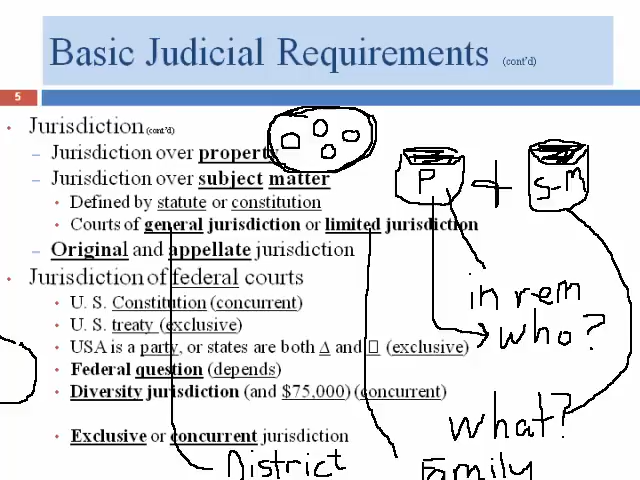 Basic Judicial Requirements (cont'd)
5
• Jurisdiction (cont'd)
– Jurisdiction over property
– Jurisdiction over subject matter
• Defined by statute or constitution
• Courts of general jurisdiction or limited jurisdiction
– Original and appellate jurisdiction
• Jurisdiction of federal courts
• U. S. Constitution (concurrent)
• U. S. treaty (exclusive)
• USA is a party, or states are both Δ and □ (exclusive)
• Federal question (depends)
• Diversity jurisdiction (and $75,000) (concurrent)
• Exclusive or concurrent jurisdiction
P + S-M
in rem
who?
what?
District
Family